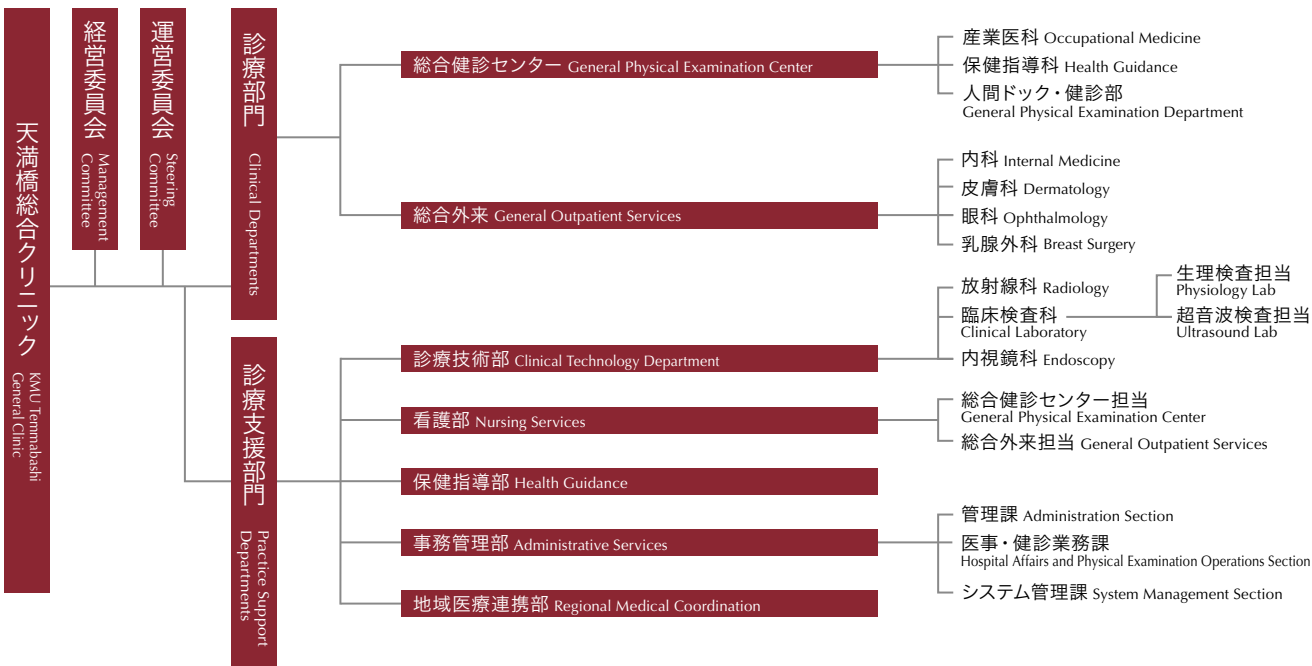 天満橋総合クリニック
KMU Temmabashi
General Clinic
経営委員会
Management
Committee
運営委員会
Steering
Committee
診療部門
Clinical Departments
総合健診センター General Physical Examination Center
産業医科 Occupational Medicine
保健指導科 Health Guidance
人間ドック・健診部
General Physical Examination Department
総合外来 General Outpatient Services
内科 Internal Medicine
皮膚科 Dermatology
眼科 Ophthalmology
乳腺外科 Breast Surgery
診療支援部門
Practice Support
Departments
診療技術部 Clinical Technology Department
放射線科 Radiology
臨床検査科
Clinical Laboratory
生理検査担当
Physiology Lab
超音波検査担当
Ultrasound Lab
内視鏡科 Endoscopy
看護部 Nursing Services
総合健診センター担当
General Physical Examination Center
総合外来担当 General Outpatient Services
保健指導部 Health Guidance
事務管理部 Administrative Services
管理課 Administration Section
医事・健診業務課
Hospital Affairs and Physical Examination Operations Section
システム管理課 System Management Section
地域医療連携部 Regional Medical Coordination